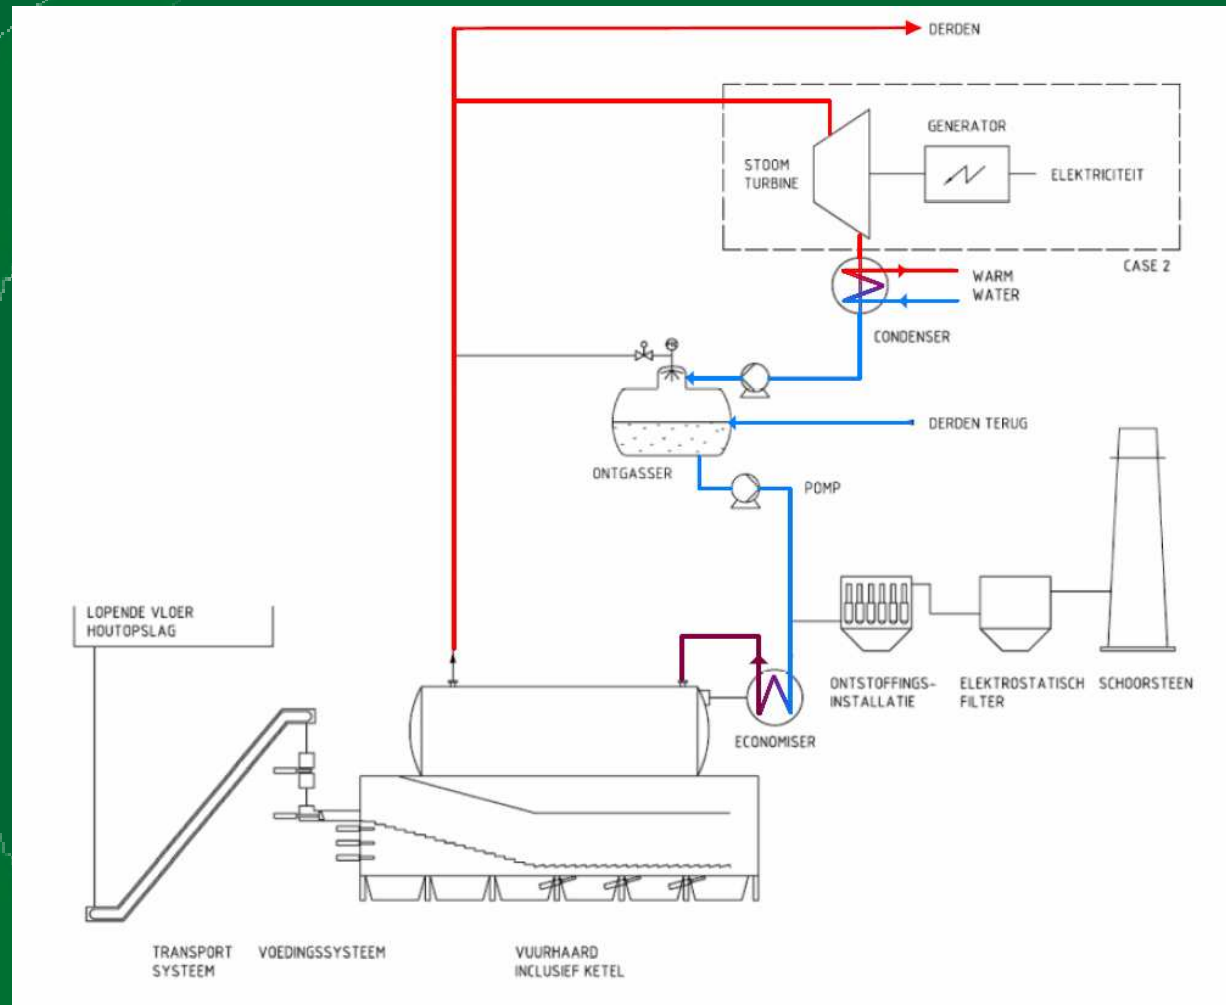 DERDEN
GENERATOR
STOOM
TURBINE
ELEKTRICITEIT
CASE 2
WARM
WATER
CONDENSER
DERDEN TERUG
ONTGASSER
POMP
LOPENDE VLOER
HOUTOPSLAG
ONTSTOFFINGS-
INSTALLATIE
ELEKTROSTATISCH
FILTER
SCHOORSTEEN
ECONOMISER
TRANSPORT
SYSTEEM
VOEDINGSSYSTEEM
VUURHAARD
INCLUSIEF KETEL